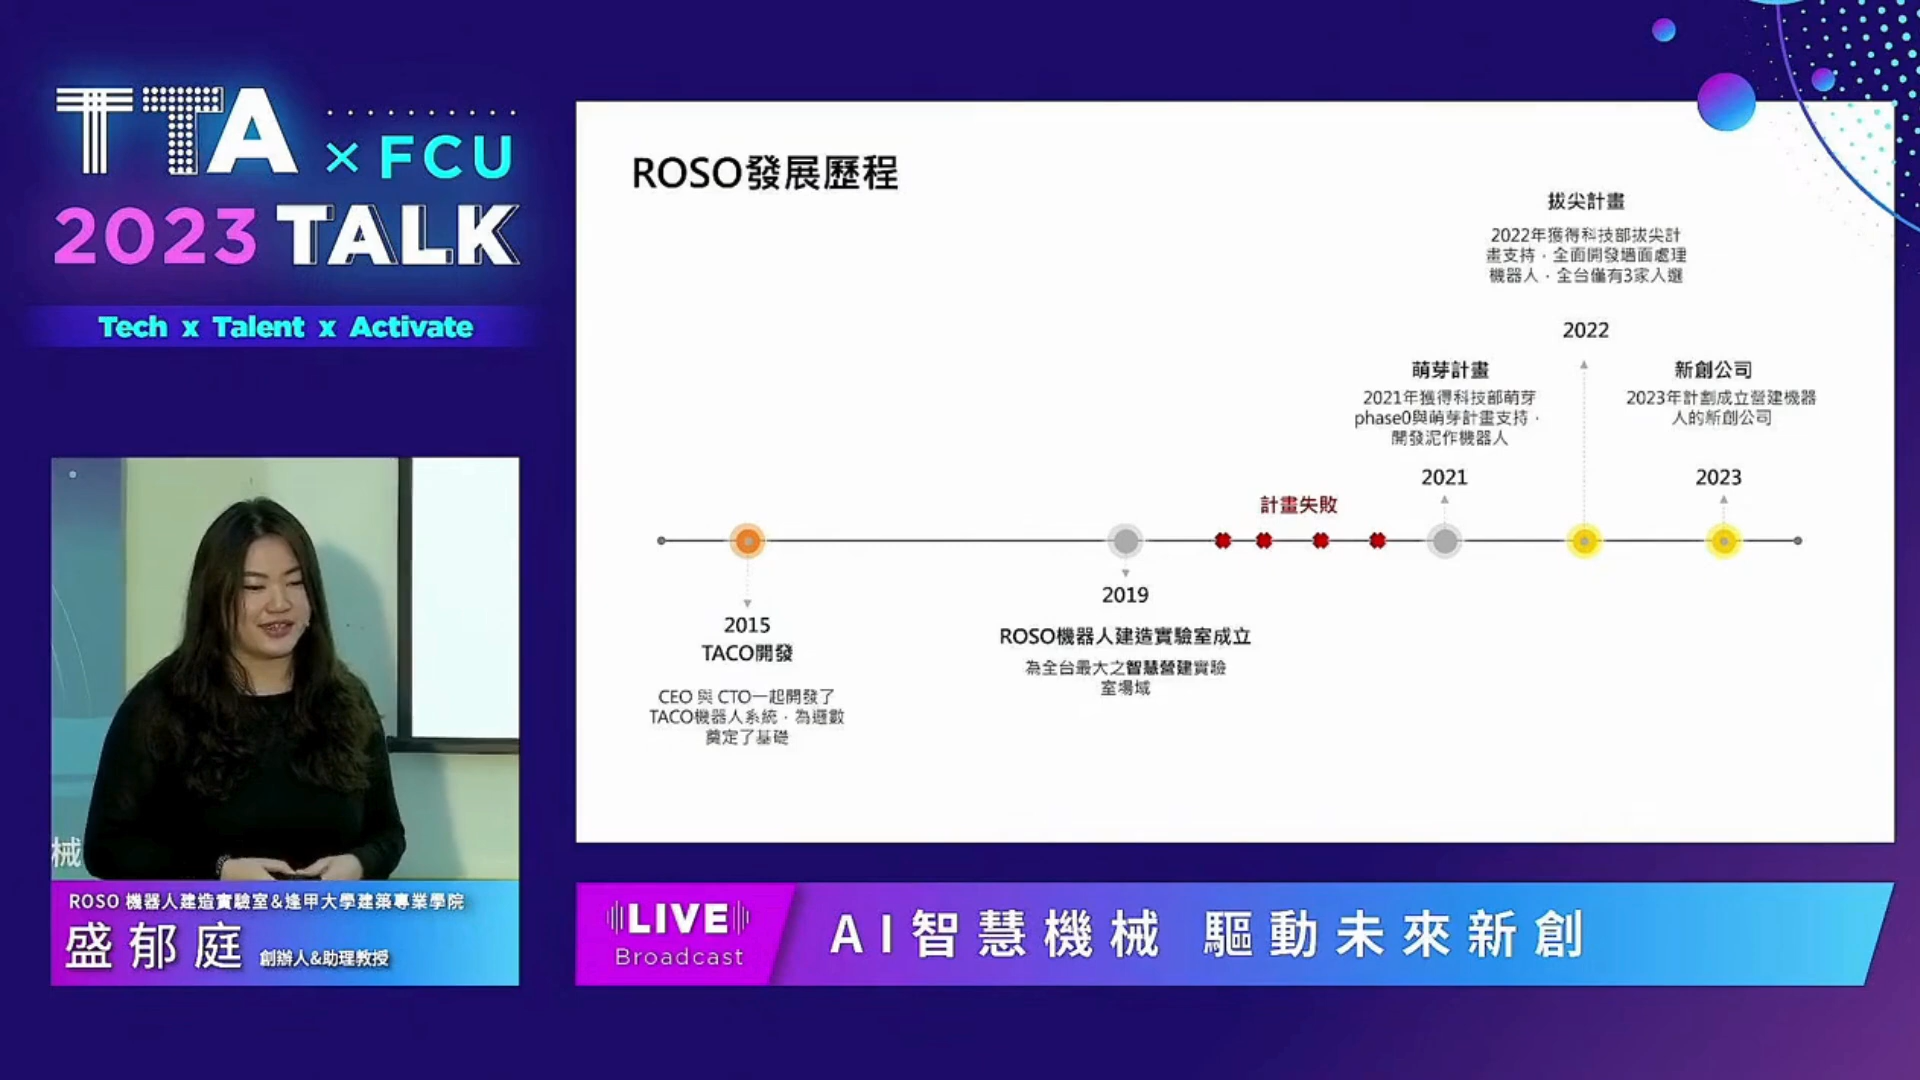 TTA × FCU
2023 TALK
Tech x Talent x Activate
ROSO發展歷程
拔尖計畫
2022年獲得科技部拔尖計
畫支持，全面開發牆面處理
機器人，全台僅有3家入選
2022
萌芽計畫
2021年獲得科技部萌芽
phase0與萌芽計畫支持，
開發泥作機器人
2021
新創公司
2023年計劃成立營建機器
人的新創公司
2023
計畫失敗
2015
TACO開發
CEO 與 CTO一起開發了
TACO機器人系統，為邏數
奠定了基礎
2019
ROSO機器人建造實驗室成立
為全台最大之智慧營建實驗
室場域
械
ROSO 機器人建造實驗室&逢甲大學建築專業學院
盛郁庭 創辦人&助理教授
LIVE
Broadcast
AI智慧機械 驅動未來新創